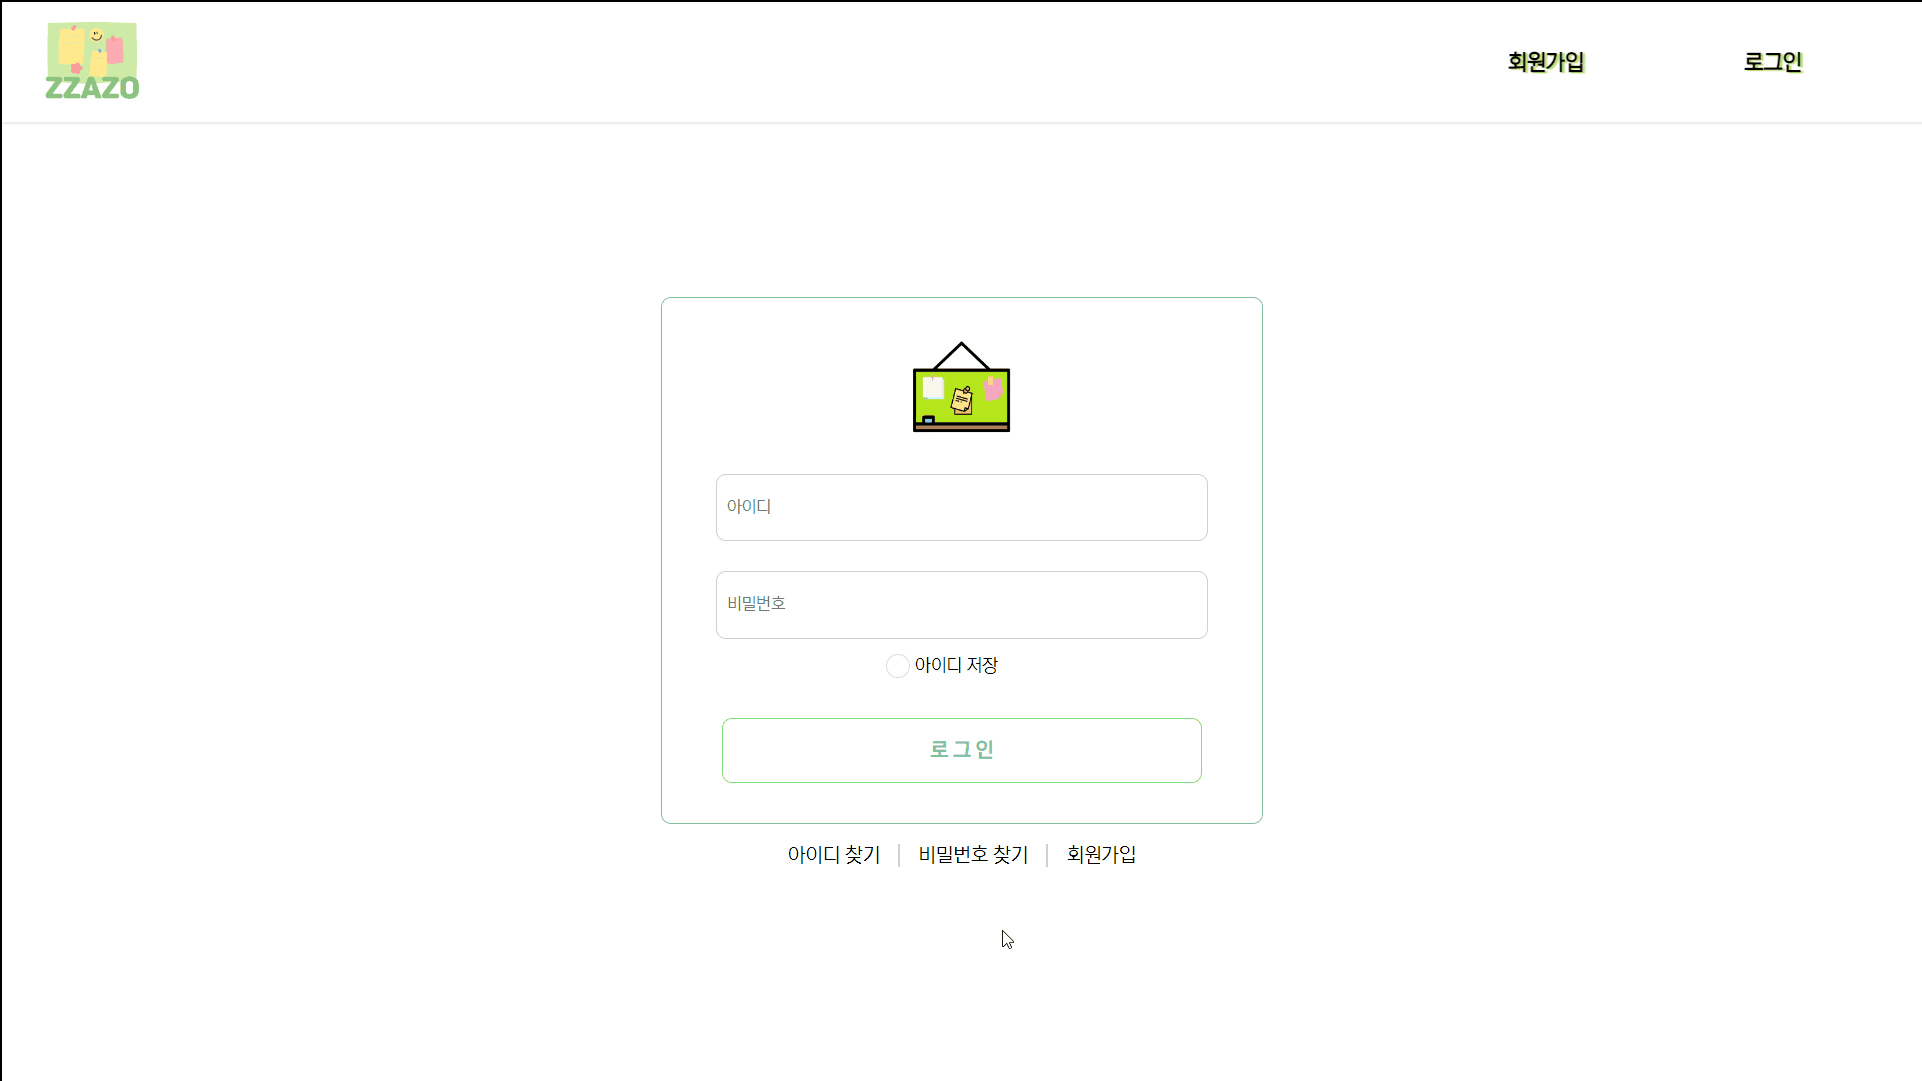 ZZAZO
회원가입
로그인
아이디
비밀번호
아이디 저장
로그인
아이디 찾기
비밀번호 찾기
회원가입